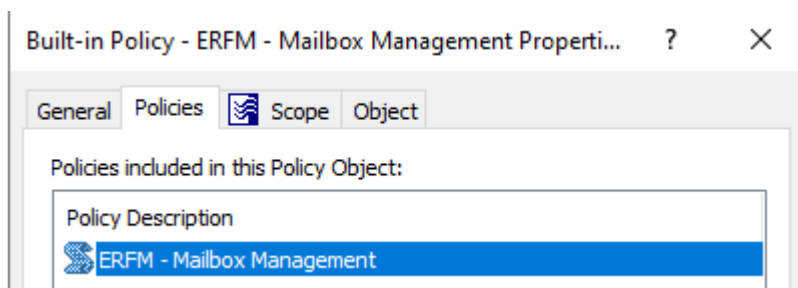 Built-in Policy - ERFM - Mailbox Management Properti... ? ×
General Policies Scope Object
Policies included in this Policy Object:
Policy Description
ERFM - Mailbox Management